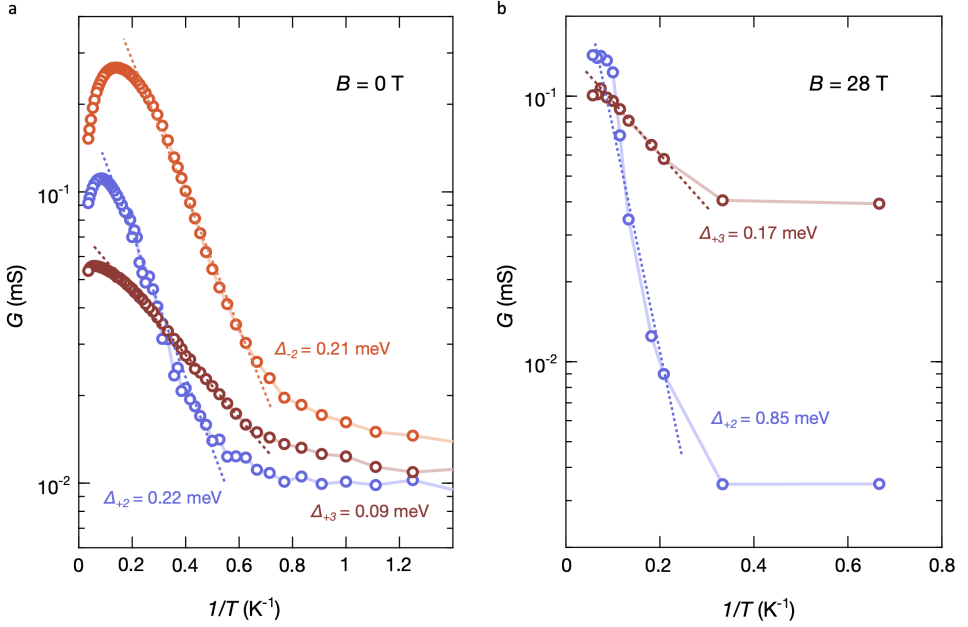 a
B = 0 T
G (mS)
10⁻¹
10⁻²
Δ₋₂ = 0.21 meV
Δ₊₂ = 0.22 meV
Δ₊₃ = 0.09 meV
0 0.2 0.4 0.6 0.8 1 1.2
1/T (K⁻¹)
b
B = 28 T
G (mS)
10⁻¹
10⁻²
Δ₊₃ = 0.17 meV
Δ₊₂ = 0.85 meV
0 0.2 0.4 0.6 0.8
1/T (K⁻¹)